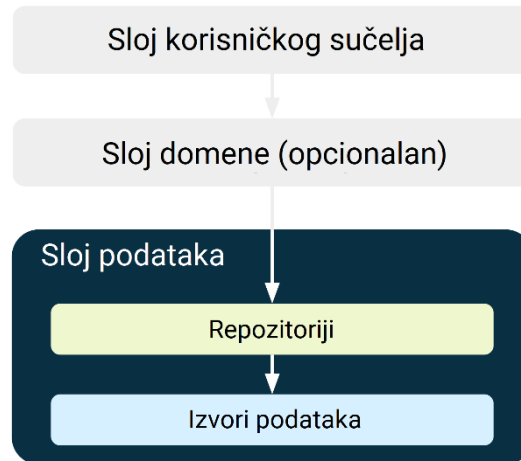 Sloj korisničkog sučelja
Sloj domene (opcionalan)
Sloj podataka
Repozitoriji
Izvori podataka